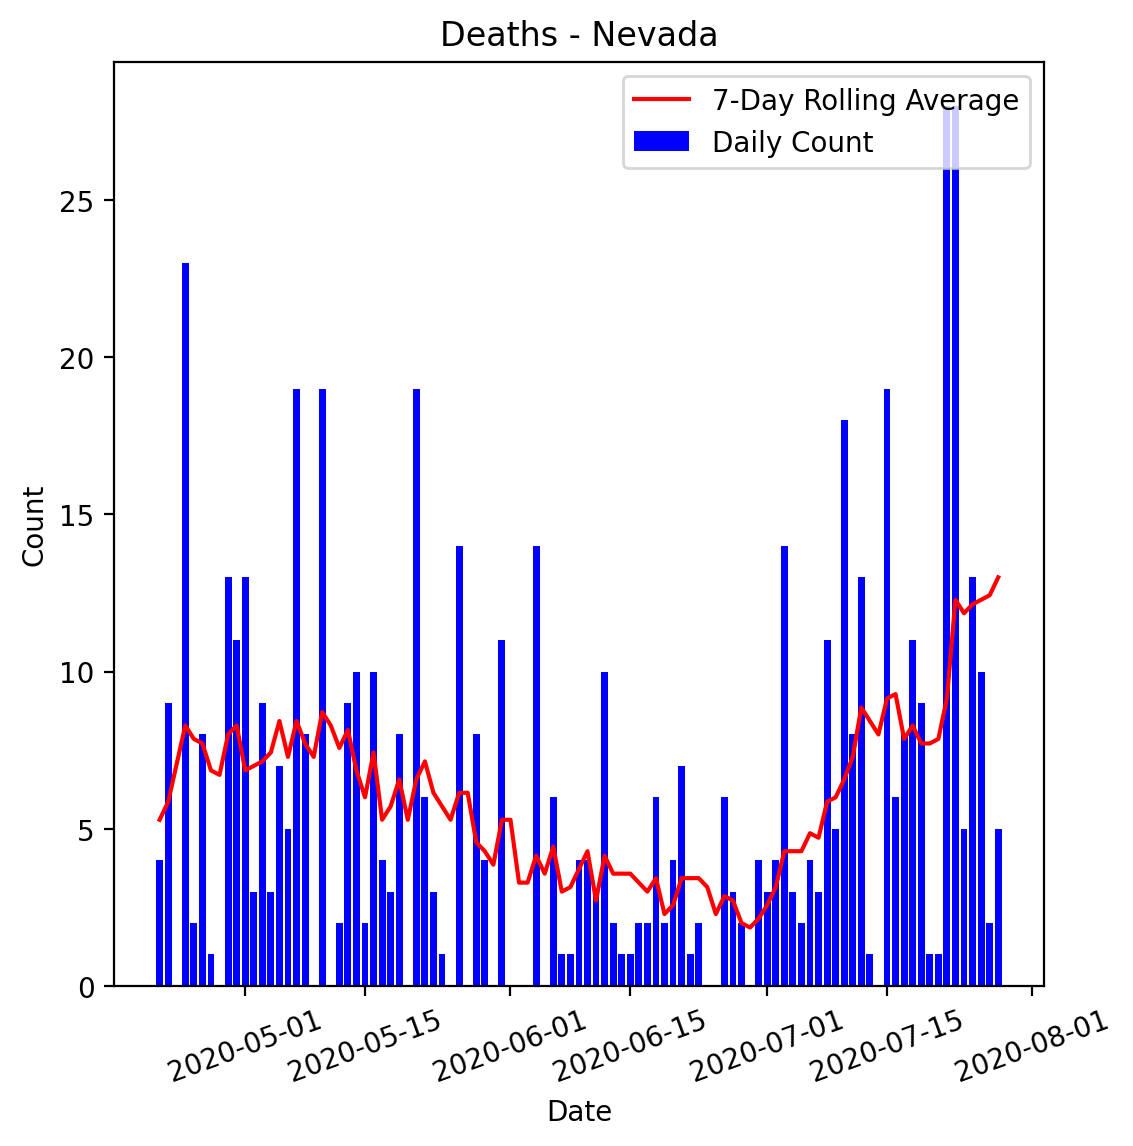 Deaths - Nevada
7-Day Rolling Average
Daily Count
25
20
15
10
5
0
Count
2020-05-01
2020-05-15
2020-06-01
2020-06-15
2020-07-01
2020-07-15
2020-08-01
Date